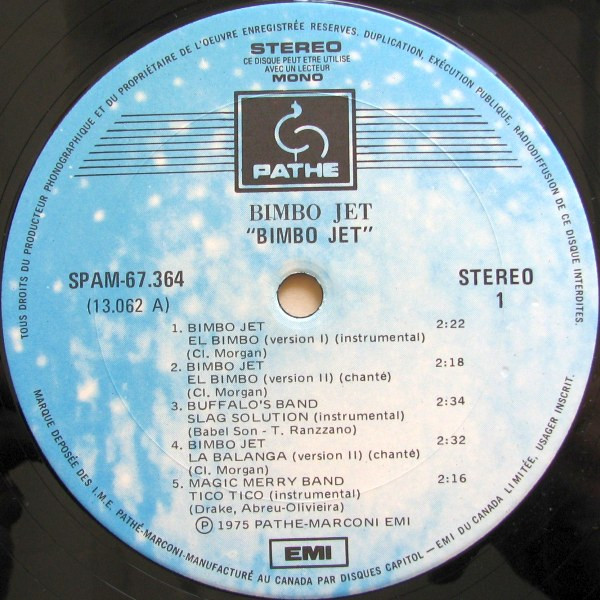 TOUS DROITS DU PRODUCTEUR PHONOGRAPHIQUE ET DU PROPRIÉTAIRE DE L'OEUVRE ENREGISTRÉE RESERVES, DUPLICATION, EXÉCUTION PUBLIQUE, RADIODIFFUSION DE CE DISQUE INTERDITES.
STEREO
CE DISQUE PEUT ETRE UTILISE
AVEC UN LECTEUR
MONO
PATHE
BIMBO JET
"BIMBO JET"
SPAM-67.364
(13.062 A)
STEREO
1
1. BIMBO JET 2:22
EL BIMBO (version I) (instrumental)
(Cl. Morgan)
2. BIMBO JET 2:18
EL BIMBO (version II) (chanté)
(Cl. Morgan)
3. BUFFALO'S BAND 2:34
SLAG SOLUTION (instrumental)
(Babel Son - T. Ranzzano)
4. BIMBO JET 2:32
LA BALANGA (version II) (chanté)
(Cl. Morgan)
5. MAGIC MERRY BAND 2:16
TICO TICO (instrumental)
(Drake, Abreu-Olivieira)
Ⓟ 1975 PATHE-MARCONI EMI
EMI
MARQUE DEPOSÉE DES I.M.E. PATHÉ-MARCONI-MANUFACTURÉ AU CANADA PAR DISQUES CAPITOL — EMI DU CANADA LIMITÉE, USAGER INSCRIT.